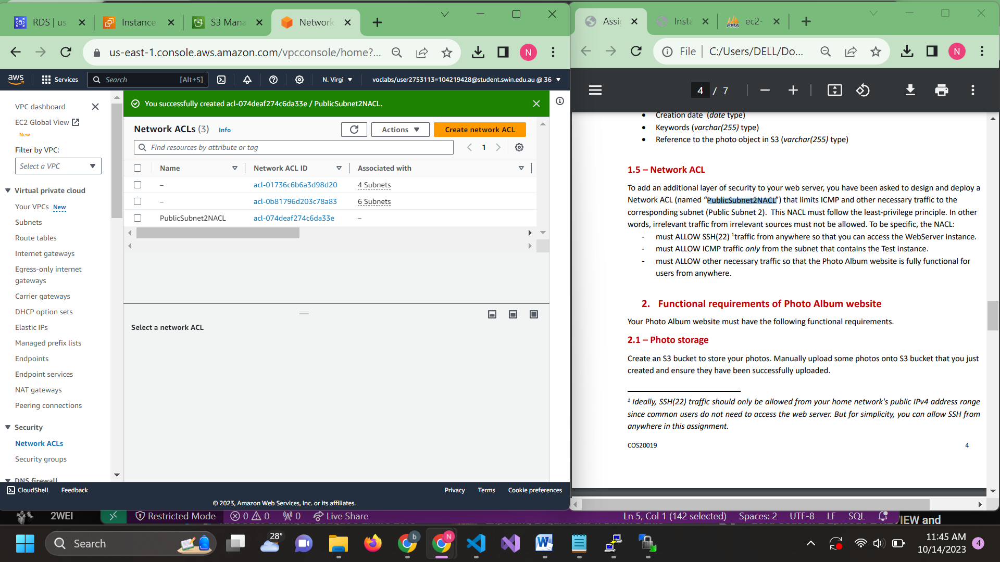 RDS | us-
Instance
S3 Mana
Network
us-east-1.console.aws.amazon.com/vpcconsole/home?...
N
aws
Services
Search
[Alt+S]
N. Virgi
voclabs/user2753113=104219428@student.swin.edu.au @ 36
VPC dashboard
EC2 Global View
New
Filter by VPC:
Select a VPC
Virtual private cloud
Your VPCs New
Subnets
Route tables
Internet gateways
Egress-only internet
gateways
Carrier gateways
DHCP option sets
Elastic IPs
Managed prefix lists
Endpoints
Endpoint services
NAT gateways
Peering connections
Security
Network ACLs
Security groups
DNS firewall
You successfully created acl-074deaf274c6da33e / PublicSubnet2NACL.
Network ACLs (3) Info
Actions
Create network ACL
Find resources by attribute or tag
1
Name
Network ACL ID
Associated with
– acl-01736c6b6a3d98d20 4 Subnets
– acl-0b81796d203c78a83 6 Subnets
PublicSubnet2NACL acl-074deaf274c6da33e –
Select a network ACL
CloudShell
Feedback
Privacy
Terms
Cookie preferences
© 2023, Amazon Web Services, Inc. or its affiliates.
Assig
Insta
PMA
ec2-
File
C:/Users/DELL/Do...
N
4 / 7
• Creation date (date type)
• Keywords (varchar(255) type)
• Reference to the photo object in S3 (varchar(255) type)
1.5 – Network ACL
To add an additional layer of security to your web server, you have been asked to design and deploy a
Network ACL (named “PublicSubnet2NACL”) that limits ICMP and other necessary traffic to the
corresponding subnet (Public Subnet 2). This NACL must follow the least-privilege principle. In other
words, irrelevant traffic from irrelevant sources must not be allowed. To be specific, the NACL:
- must ALLOW SSH(22) 1traffic from anywhere so that you can access the WebServer instance.
- must ALLOW ICMP traffic only from the subnet that contains the Test instance.
- must ALLOW other necessary traffic so that the Photo Album website is fully functional for
users from anywhere.
2. Functional requirements of Photo Album website
Your Photo Album website must have the following functional requirements.
2.1 – Photo storage
Create an S3 bucket to store your photos. Manually upload some photos onto S3 bucket that you just
created and ensure they have been successfully uploaded.
1 Ideally, SSH(22) traffic should only be allowed from your home network's public IPv4 address range
since common users do not need to access the web server. But for simplicity, you can allow SSH from
anywhere in this assignment.
COS20019
4
2WEI
Restricted Mode
0
0
0
Live Share
Ln 5, Col 1 (142 selected)
Spaces: 2
UTF-8
LF
SQL
IEW and
Search
28°
b
N
11:45 AM
10/14/2023
4